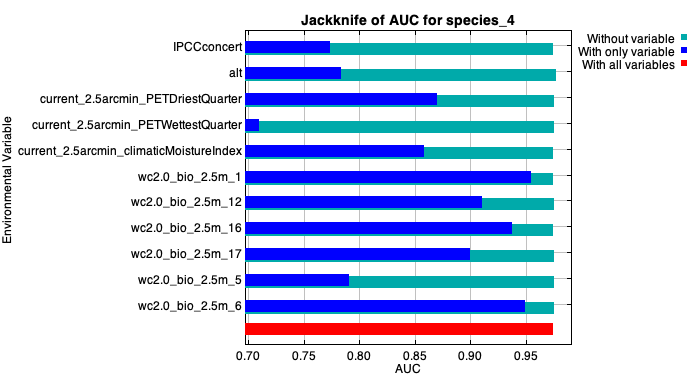 Jackknife of AUC for species_4
Without variable
With only variable
With all variables
Environmental Variable
IPCCconcert
alt
current_2.5arcmin_PETDriestQuarter
current_2.5arcmin_PETWettestQuarter
current_2.5arcmin_climaticMoistureIndex
wc2.0_bio_2.5m_1
wc2.0_bio_2.5m_12
wc2.0_bio_2.5m_16
wc2.0_bio_2.5m_17
wc2.0_bio_2.5m_5
wc2.0_bio_2.5m_6
0.70 0.75 0.80 0.85 0.90 0.95
AUC